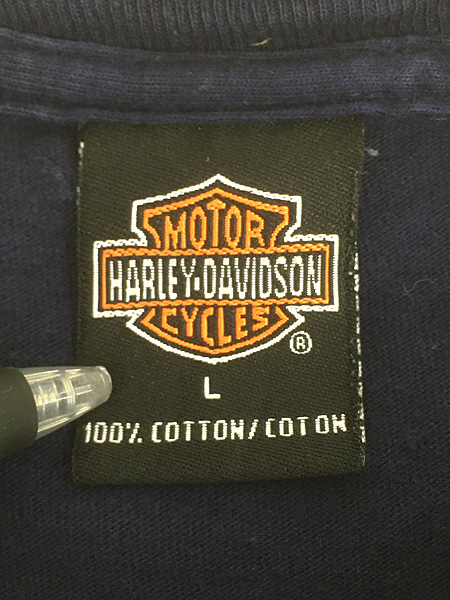 MOTOR
HARLEY-DAVIDSON
CYCLES
®
L
100% COTTON/COTON